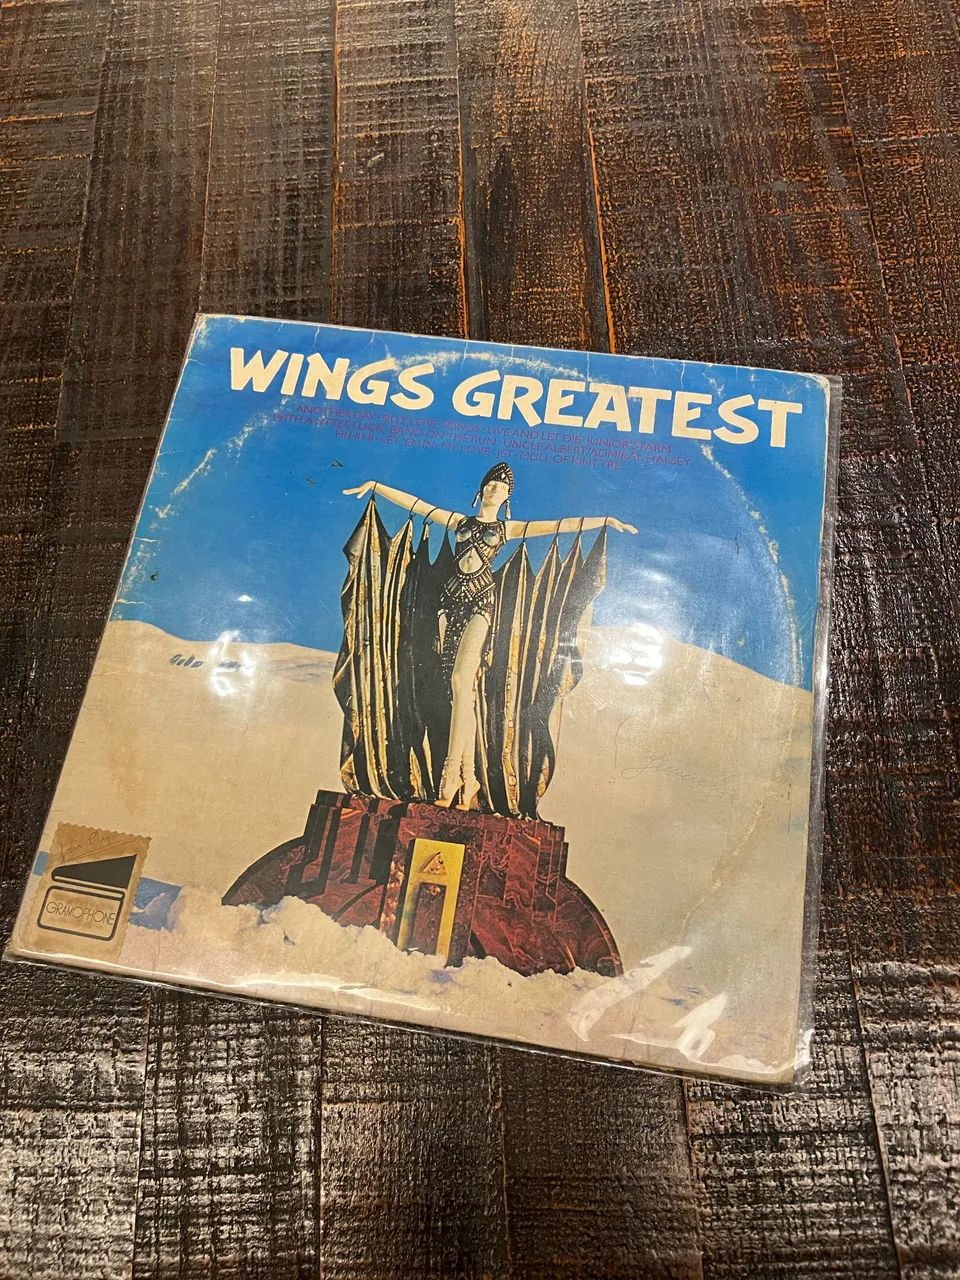 WINGS GREATEST
ANOTHER DAY · SILLY LOVE SONGS · LIVE AND LET DIE · JUNIOR'S FARM
WITH A LITTLE LUCK · BAND ON THE RUN · UNCLE ALBERT/ADMIRAL HALSEY
HI HI HI · LET 'EM IN · MY LOVE · JET · MULL OF KINTYRE
GRAMOPHONE